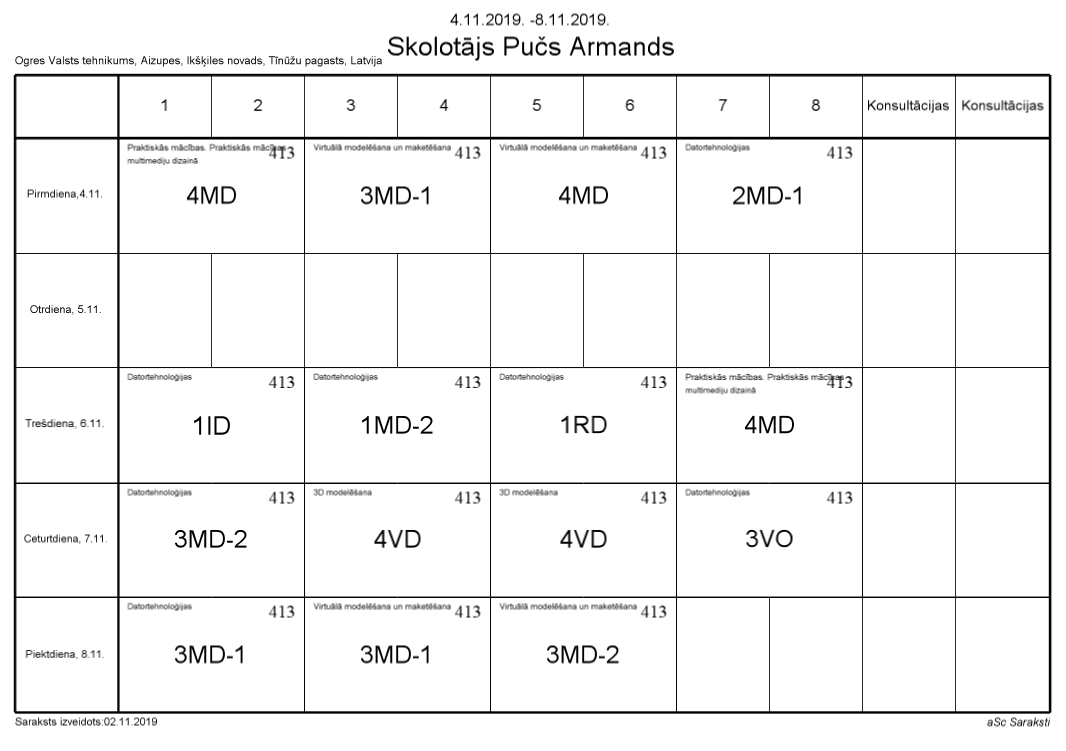 4.11.2019. -8.11.2019.
Skolotājs Pučs Armands
Ogres Valsts tehnikums, Aizupes, Ikšķiles novads, Tīnūžu pagasts, Latvija
1 2 3 4 5 6 7 8 Konsultācijas Konsultācijas
Pirmdiena,4.11.
Praktiskās mācības. Praktiskās mācības
multimediju dizainā
413
4MD
Virtuālā modelēšana un maketēšana 413
3MD-1
Virtuālā modelēšana un maketēšana 413
4MD
Datortehnoloģijas 413
2MD-1
Otrdiena, 5.11.
Trešdiena, 6.11.
Datortehnoloģijas 413
1ID
Datortehnoloģijas 413
1MD-2
Datortehnoloģijas 413
1RD
Praktiskās mācības. Praktiskās mācības
multimediju dizainā
413
4MD
Ceturtdiena, 7.11.
Datortehnoloģijas 413
3MD-2
3D modelēšana 413
4VD
3D modelēšana 413
4VD
Datortehnoloģijas 413
3VO
Piektdiena, 8.11.
Datortehnoloģijas 413
3MD-1
Virtuālā modelēšana un maketēšana 413
3MD-1
Virtuālā modelēšana un maketēšana 413
3MD-2
Saraksts izveidots:02.11.2019
aSc Saraksti